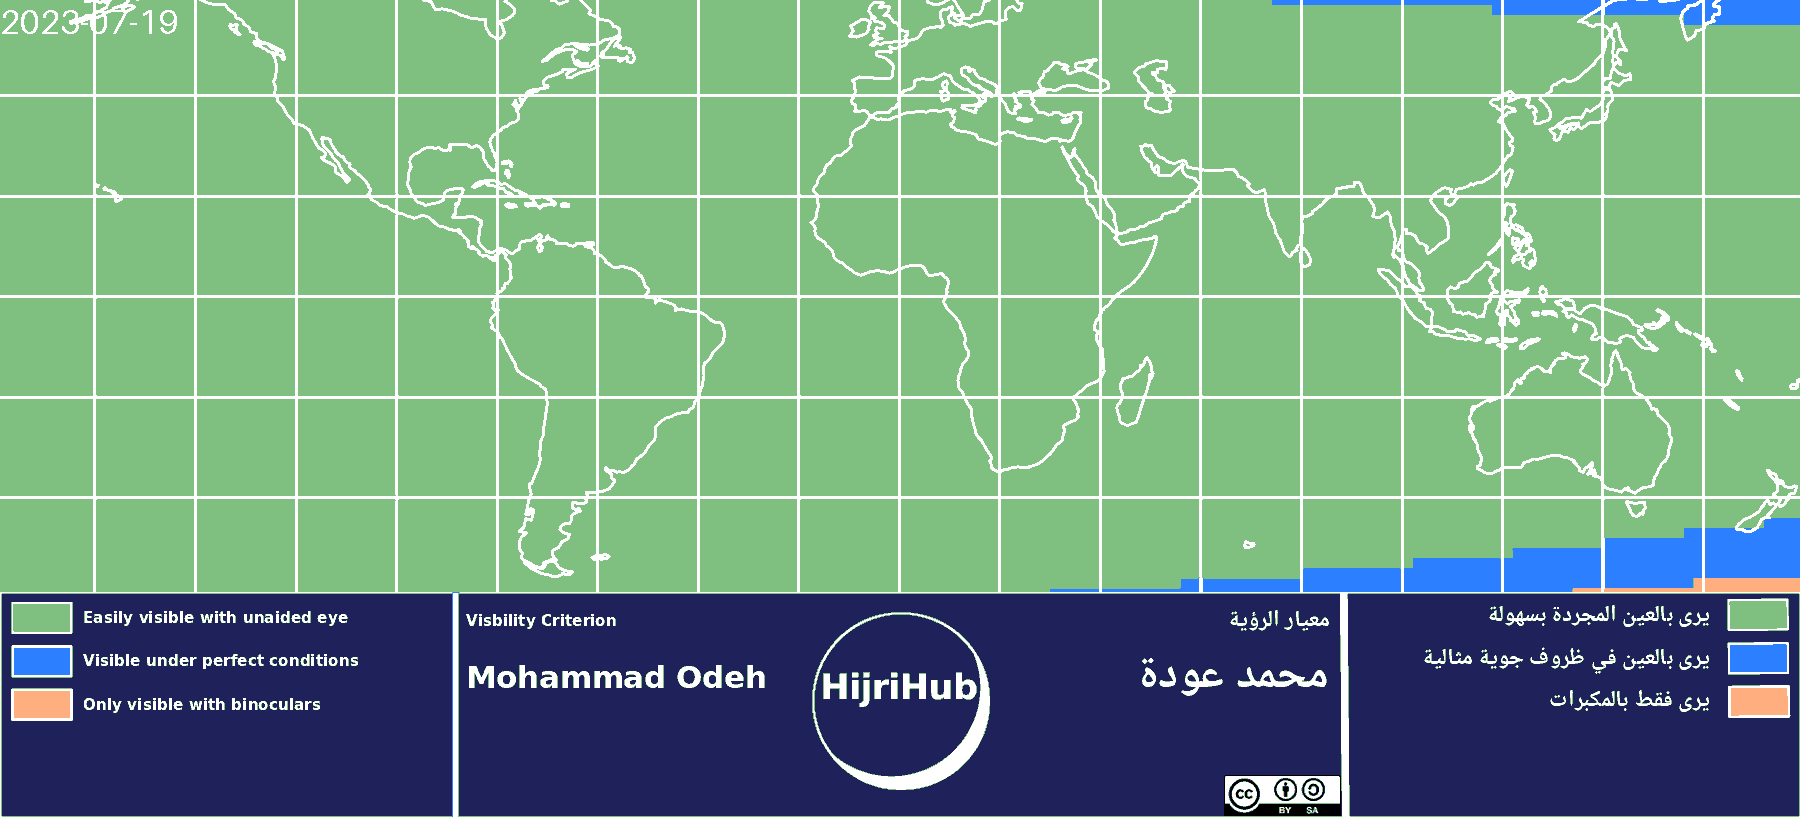 2023-07-19
Easily visible with unaided eye
Visible under perfect conditions
Only visible with binoculars
Visbility Criterion
Mohammad Odeh
HijriHub
معيار الرؤية
محمد عودة
cc
BY SA
يرى بالعين المجردة بسهولة
يرى بالعين في ظروف جوية مثالية
يرى فقط بالمكبرات